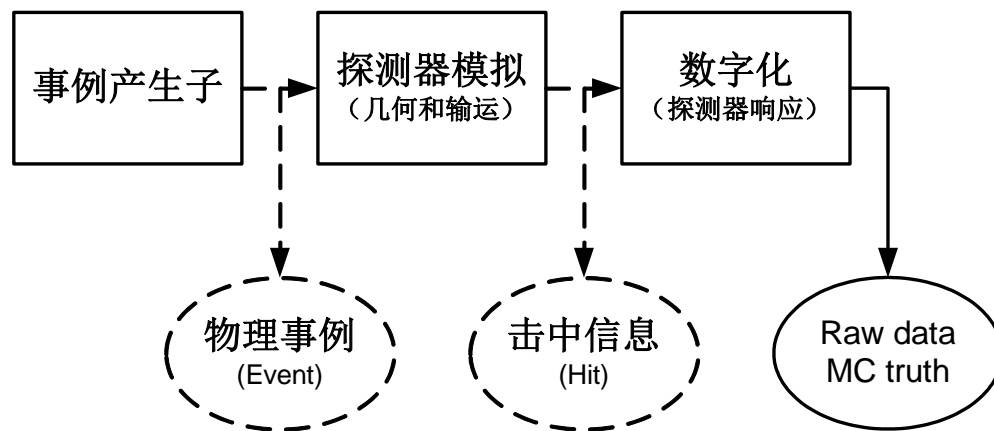 事例产生子
探测器模拟
（几何和输运）
数字化
（探测器响应）
物理事例
(Event)
击中信息
(Hit)
Raw data
MC truth